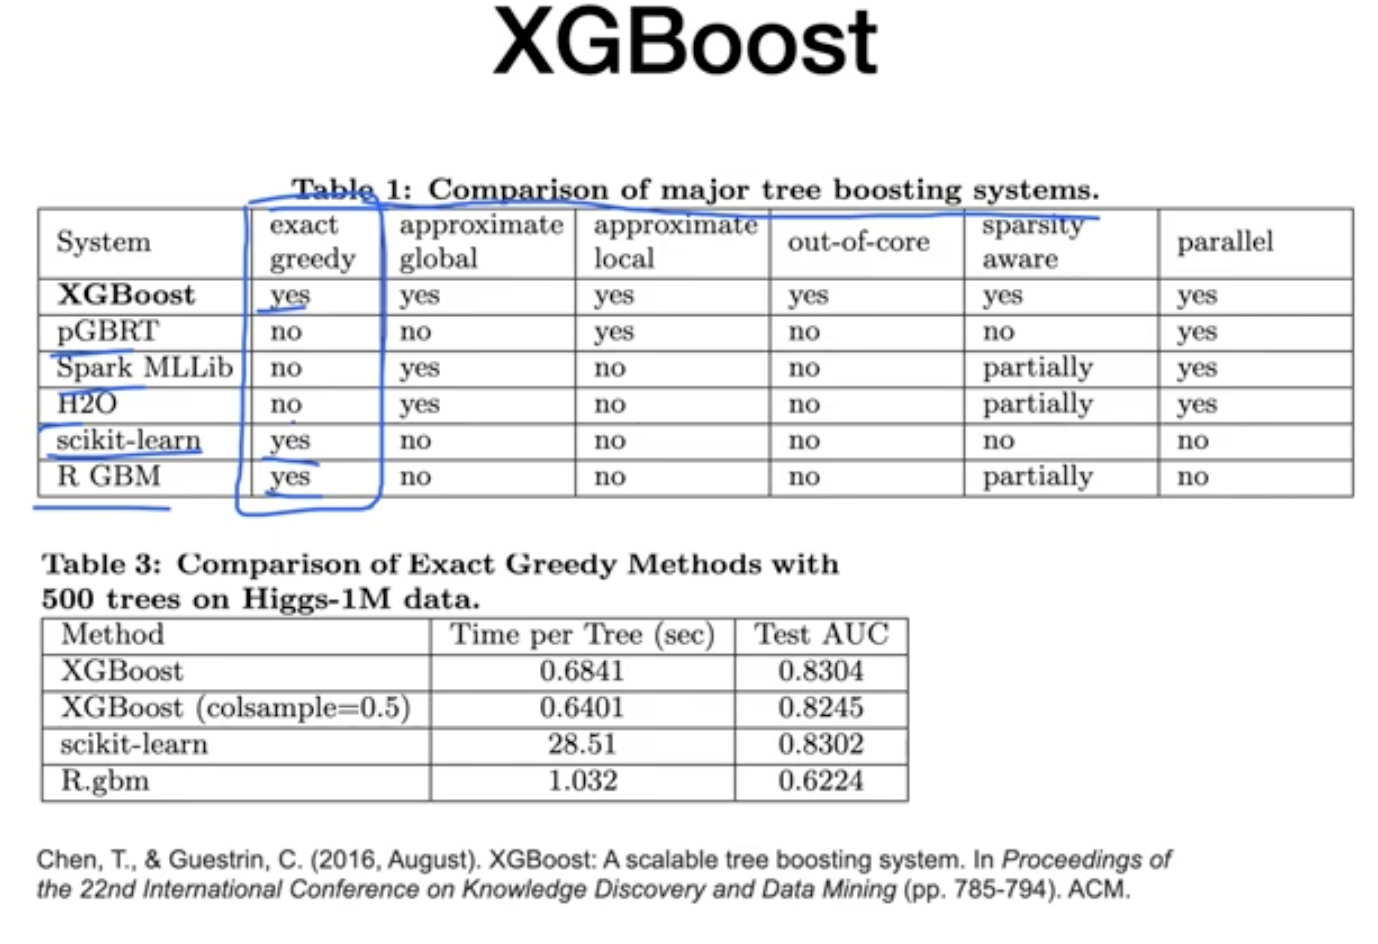 XGBoost
Table 1: Comparison of major tree boosting systems.
System exact greedy approximate global approximate local out-of-core sparsity aware parallel
XGBoost yes yes yes yes yes yes
pGBRT no no yes no no yes
Spark MLLib no yes no no partially yes
H2O no yes no no partially yes
scikit-learn yes no no no no no
R GBM yes no no no partially no
Table 3: Comparison of Exact Greedy Methods with
500 trees on Higgs-1M data.
Method Time per Tree (sec) Test AUC
XGBoost 0.6841 0.8304
XGBoost (colsample=0.5) 0.6401 0.8245
scikit-learn 28.51 0.8302
R.gbm 1.032 0.6224
Chen, T., & Guestrin, C. (2016, August). XGBoost: A scalable tree boosting system. In Proceedings of
the 22nd International Conference on Knowledge Discovery and Data Mining (pp. 785-794). ACM.